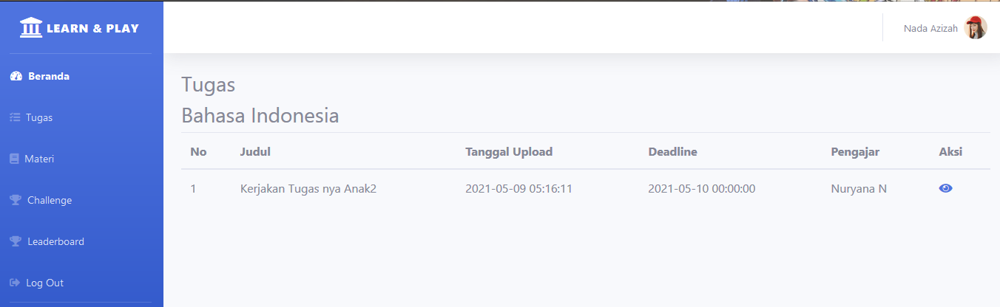 LEARN & PLAY
Nada Azizah
Beranda
Tugas
Materi
Challenge
Leaderboard
Log Out
Tugas
Bahasa Indonesia
No Judul Tanggal Upload Deadline Pengajar Aksi
1 Kerjakan Tugas nya Anak2 2021-05-09 05:16:11 2021-05-10 00:00:00 Nuryana N